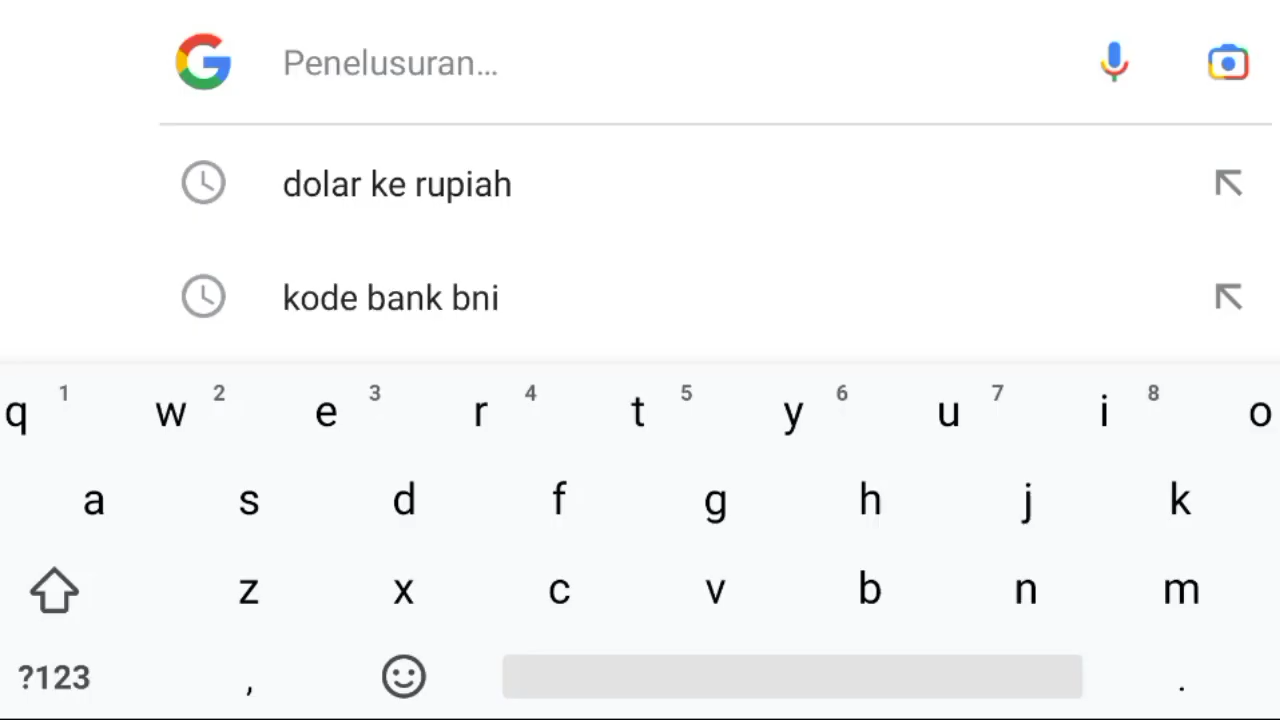 Penelusuran...
dolar ke rupiah
kode bank bni
q 1 w 2 e 3 r 4 t 5 y 6 u 7 i 8 o
a s d f g h j k
z x c v b n m
?123 , .